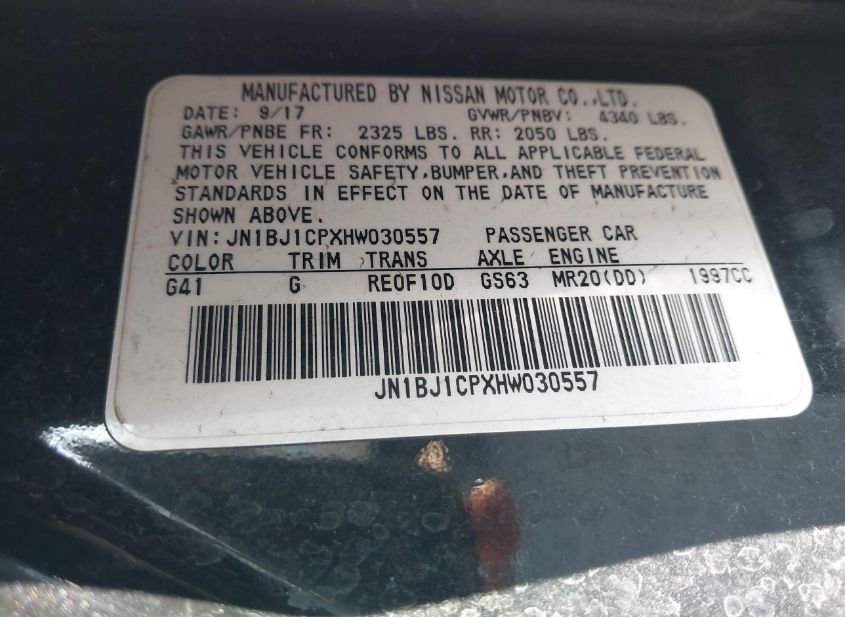 MANUFACTURED BY NISSAN MOTOR CO.,LTD.
DATE: 9/17 GVWR/PNBV: 4340 LBS.
GAWR/PNBE FR: 2325 LBS. RR: 2050 LBS.
THIS VEHICLE CONFORMS TO ALL APPLICABLE FEDERAL
MOTOR VEHICLE SAFETY,BUMPER,AND THEFT PREVENTION
STANDARDS IN EFFECT ON THE DATE OF MANUFACTURE
SHOWN ABOVE.
VIN: JN1BJ1CPXHW030557 PASSENGER CAR
COLOR TRIM TRANS AXLE ENGINE
G41 G RE0F10D GS63 MR20(DD) 1997CC
JN1BJ1CPXHW030557